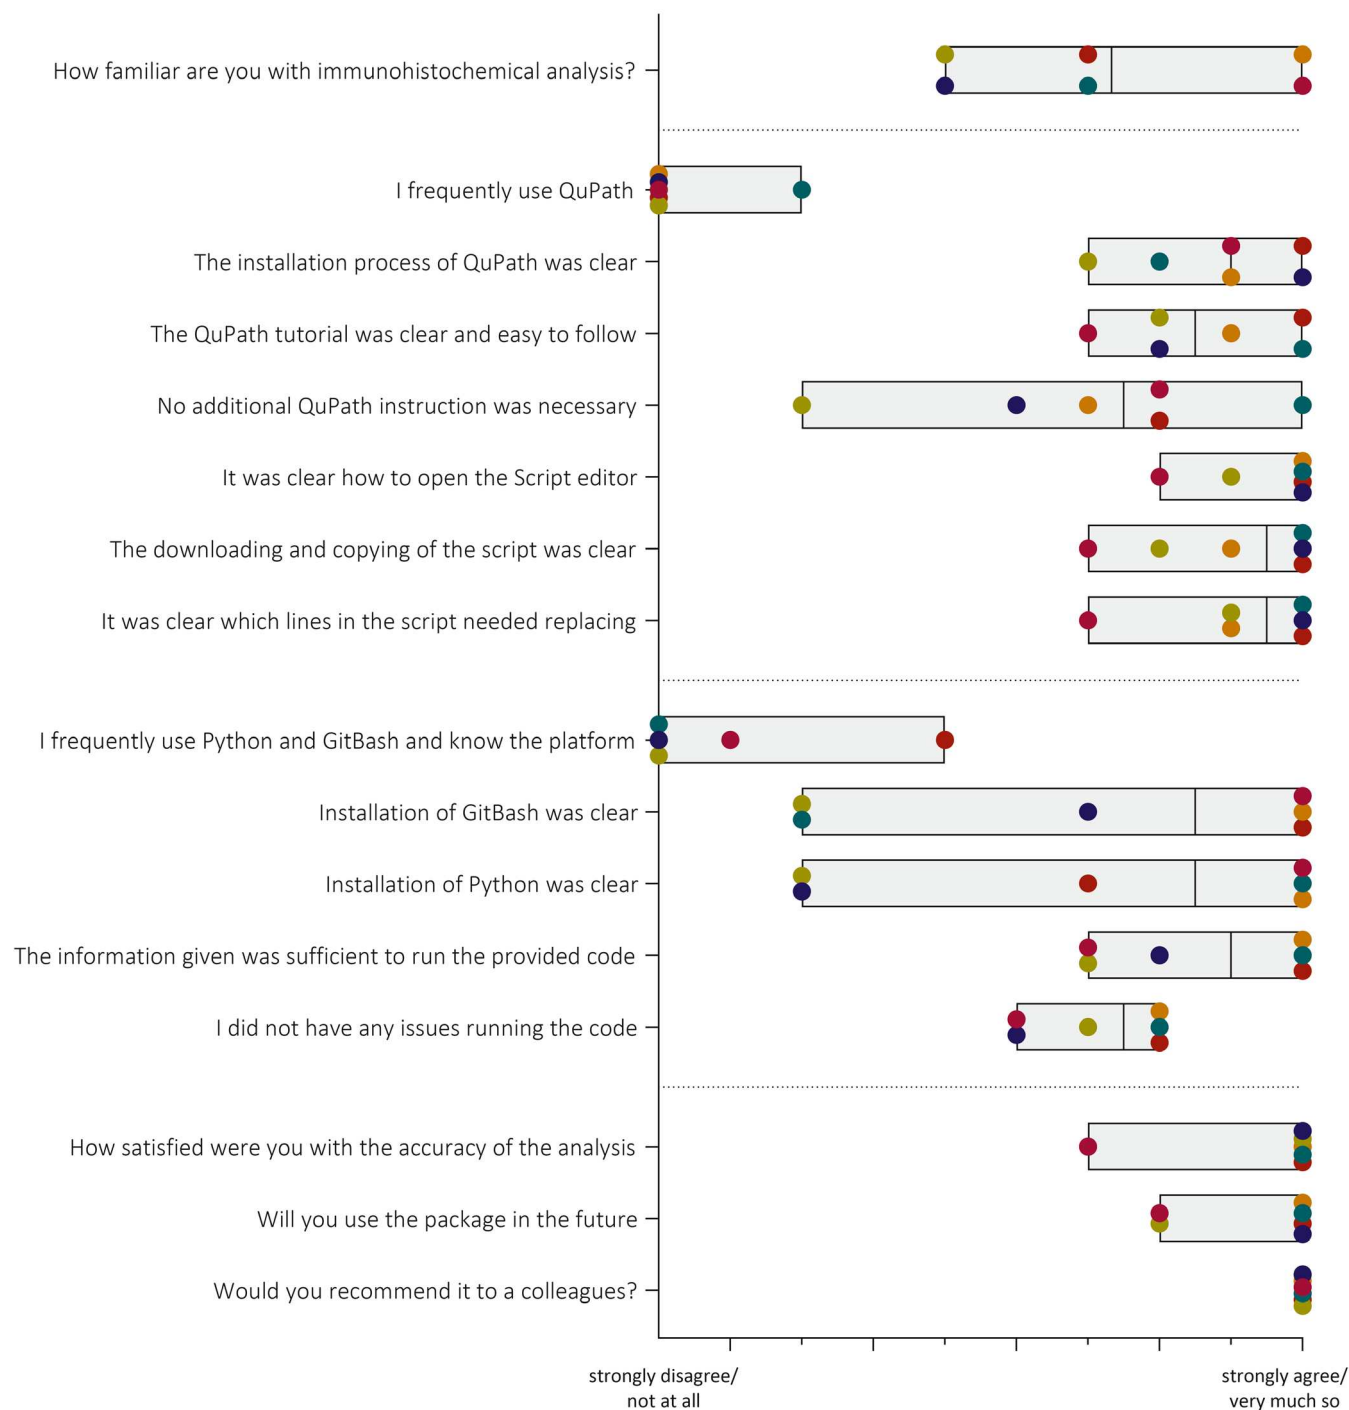 How familiar are you with immunohistochemical analysis?
I frequently use QuPath
The installation process of QuPath was clear
The QuPath tutorial was clear and easy to follow
No additional QuPath instruction was necessary
It was clear how to open the Script editor
The downloading and copying of the script was clear
It was clear which lines in the script needed replacing
I frequently use Python and GitBash and know the platform
Installation of GitBash was clear
Installation of Python was clear
The information given was sufficient to run the provided code
I did not have any issues running the code
How satisfied were you with the accuracy of the analysis
Will you use the package in the future
Would you recommend it to a colleagues?
strongly disagree/
not at all
strongly agree/
very much so